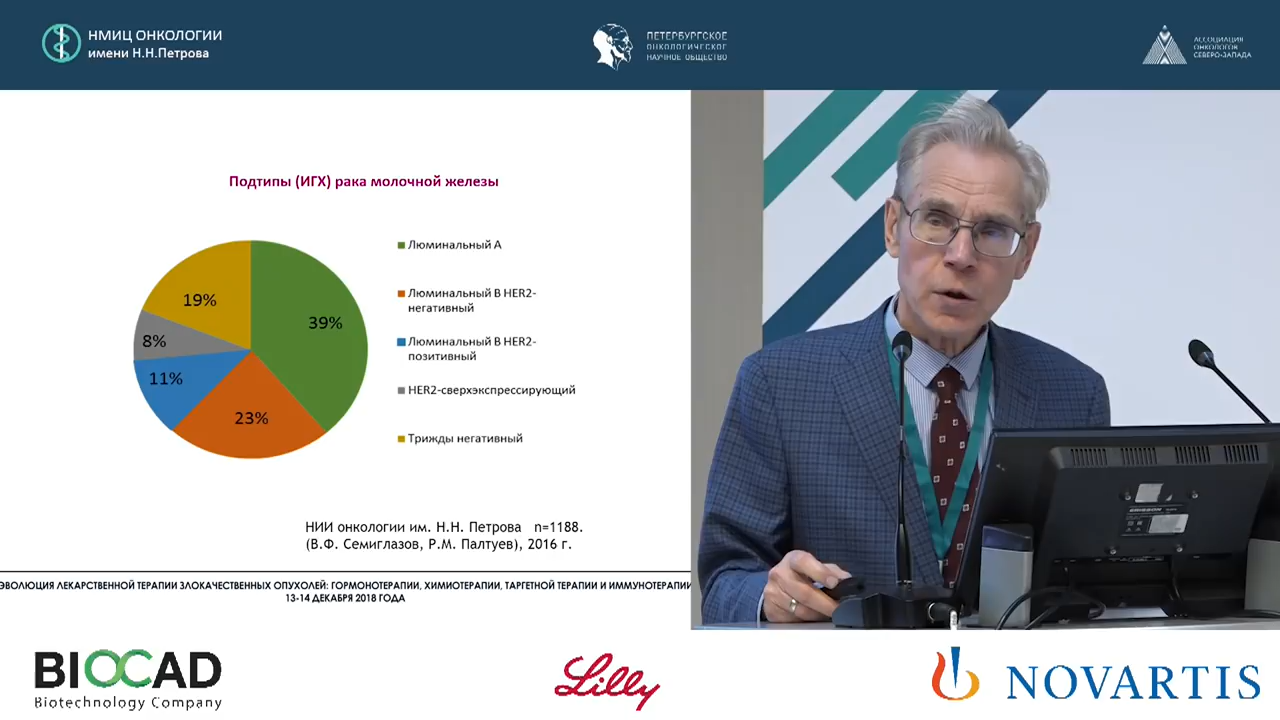 НМИЦ ОНКОЛОГИИ
имени Н.Н.Петрова
ПЕТЕРБУРГСКОЕ
ОНКОЛОГИЧЕСКОЕ
НАУЧНОЕ ОБЩЕСТВО
АССОЦИАЦИЯ
ОНКОЛОГОВ
СЕВЕРО-ЗАПАДА
Подтипы (ИГХ) рака молочной железы
39%
23%
11%
8%
19%
Люминальный А
Люминальный В HER2-
негативный
Люминальный В HER2-
позитивный
HER2-сверхэкспрессирующий
Трижды негативный
НИИ онкологии им. Н.Н. Петрова n=1188.
(В.Ф. Семиглазов, Р.М. Палтуев), 2016 г.
ЭВОЛЮЦИЯ ЛЕКАРСТВЕННОЙ ТЕРАПИИ ЗЛОКАЧЕСТВЕННЫХ ОПУХОЛЕЙ: ГОРМОНОТЕРАПИИ, ХИМИОТЕРАПИИ, ТАРГЕТНОЙ ТЕРАПИИ И ИММУНОТЕРАПИИ
13-14 ДЕКАБРЯ 2018 ГОДА
BIOCAD
Biotechnology Company
Lilly
NOVARTIS